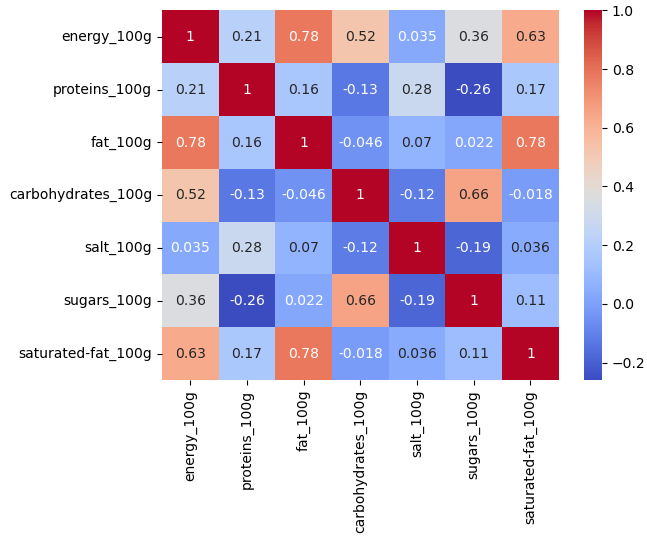 energy_100g 1 0.21 0.78 0.52 0.035 0.36 0.63
proteins_100g 0.21 1 0.16 -0.13 0.28 -0.26 0.17
fat_100g 0.78 0.16 1 -0.046 0.07 0.022 0.78
carbohydrates_100g 0.52 -0.13 -0.046 1 -0.12 0.66 -0.018
salt_100g 0.035 0.28 0.07 -0.12 1 -0.19 0.036
sugars_100g 0.36 -0.26 0.022 0.66 -0.19 1 0.11
saturated-fat_100g 0.63 0.17 0.78 -0.018 0.036 0.11 1
energy_100g
proteins_100g
fat_100g
carbohydrates_100g
salt_100g
sugars_100g
saturated-fat_100g
1.0
0.8
0.6
0.4
0.2
0.0
−0.2